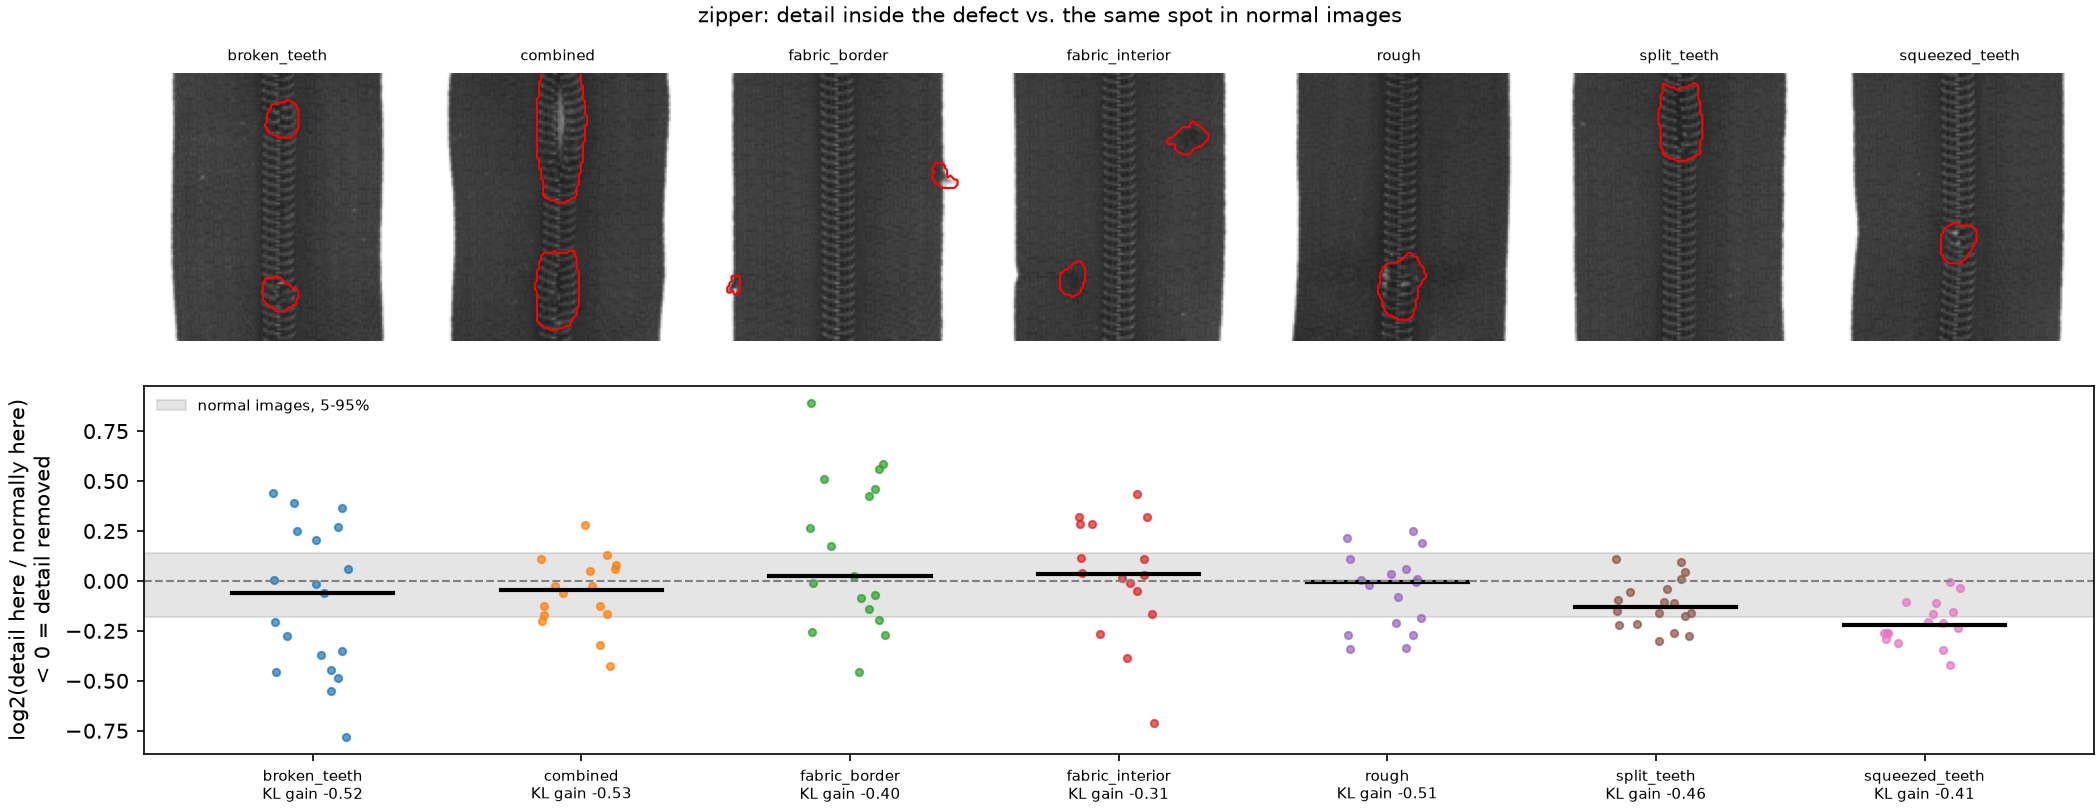 zipper: detail inside the defect vs. the same spot in normal images
broken_teeth
combined
fabric_border
fabric_interior
rough
split_teeth
squeezed_teeth
log2(detail here / normally here)
< 0 = detail removed
normal images, 5-95%
0.75
0.50
0.25
0.00
−0.25
−0.50
−0.75
broken_teeth
KL gain -0.52
combined
KL gain -0.53
fabric_border
KL gain -0.40
fabric_interior
KL gain -0.31
rough
KL gain -0.51
split_teeth
KL gain -0.46
squeezed_teeth
KL gain -0.41